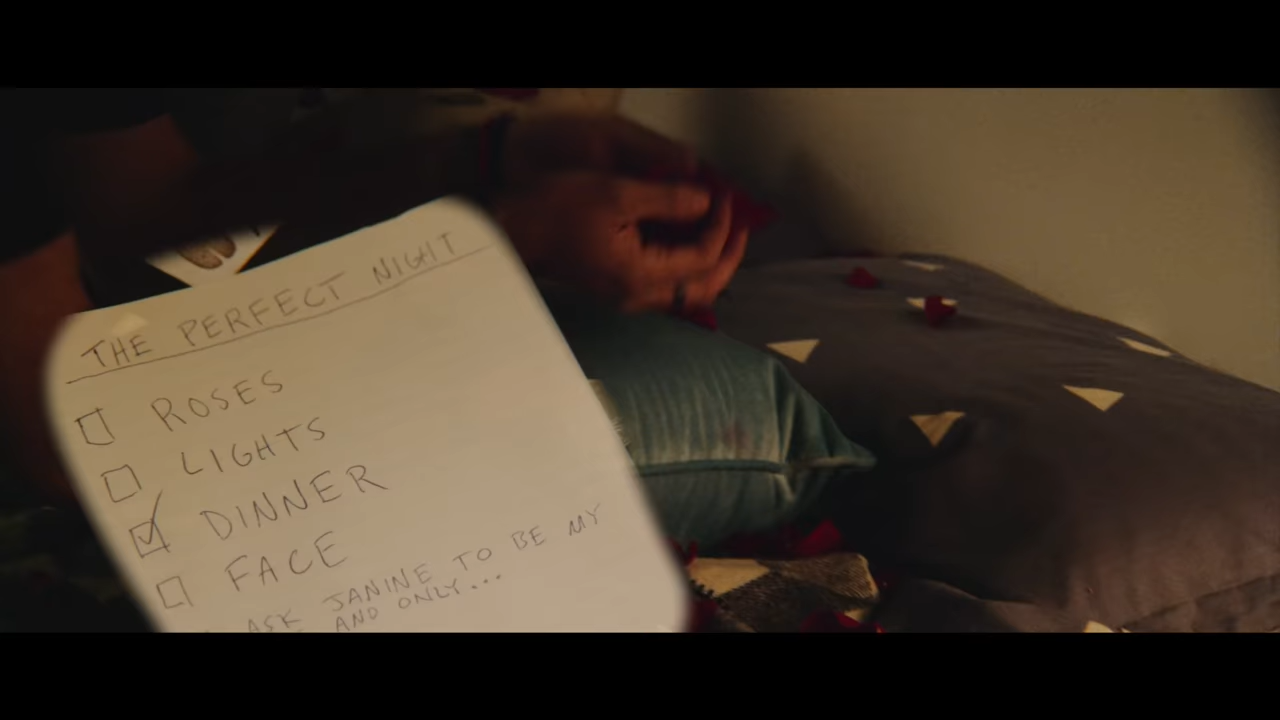 THE PERFECT NIGHT
ROSES
LIGHTS
DINNER
FACE
ASK JANINE TO BE MY
AND ONLY...